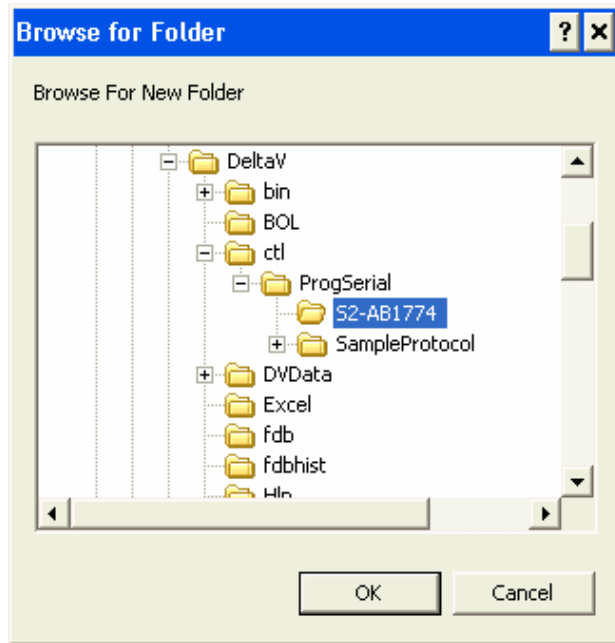 Browse for Folder
Browse For New Folder
DeltaV
bin
BOL
ctl
ProgSerial
S2-AB1774
SampleProtocol
DVData
Excel
fdb
fdbhist
Hlp
OK Cancel